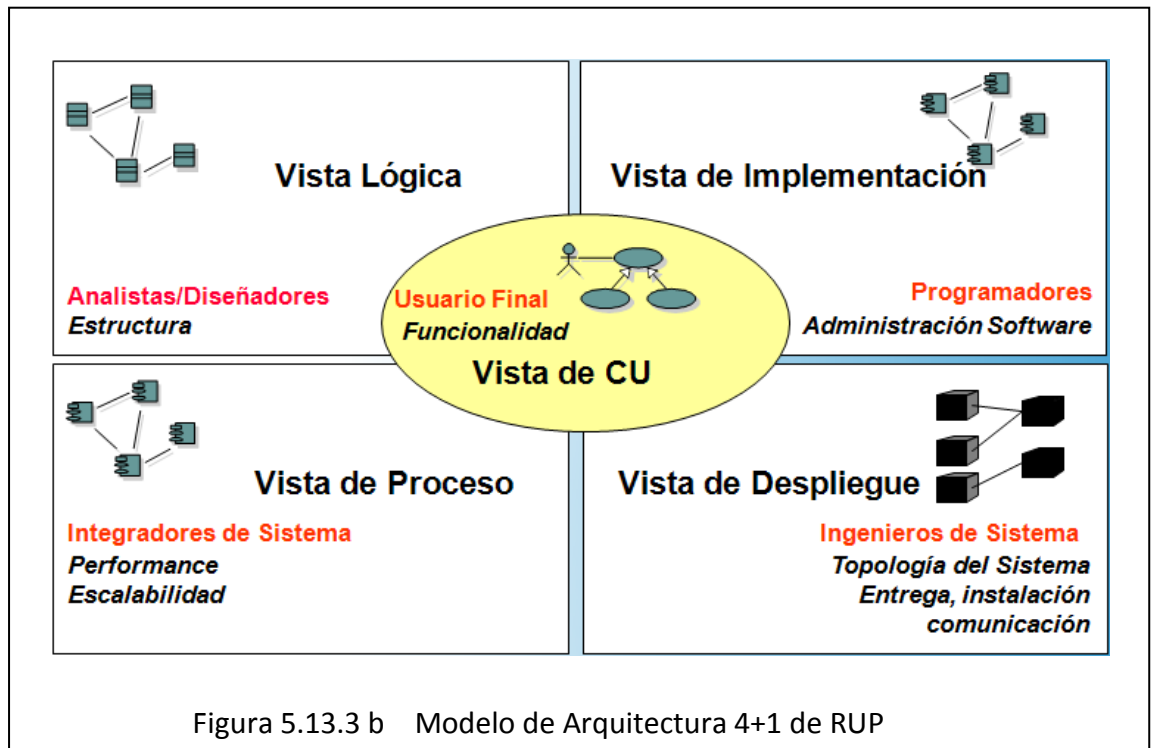 Vista Lógica
Analistas/Diseñadores
Estructura
Vista de Implementación
Programadores
Administración Software
Usuario Final
Funcionalidad
Vista de CU
Vista de Proceso
Integradores de Sistema
Performance
Escalabilidad
Vista de Despliegue
Ingenieros de Sistema
Topología del Sistema
Entrega, instalación
comunicación
Figura 5.13.3 b Modelo de Arquitectura 4+1 de RUP